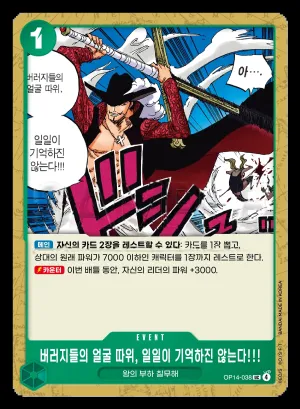 1
버러지들의
얼굴 따위,
일일이
기억하진
않는다!!!
아…….
메인 자신의 카드 2장을 레스트할 수 있다: 카드를 1장 뽑고,
상대의 원래 파워가 7000 이하인 캐릭터를 1장까지 레스트로 한다.
카운터 이번 배틀 동안, 자신의 리더의 파워 +3000.
EVENT
버러지들의 얼굴 따위, 일일이 기억하진 않는다!!!
왕의 부하 칠무해
OP14-038